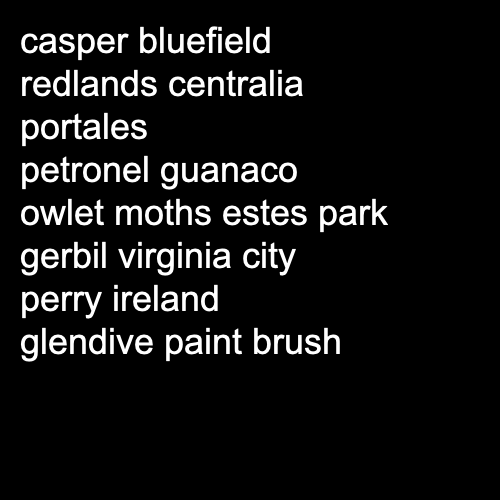 casper bluefield
redlands centralia
portales
petronel guanaco
owlet moths estes park
gerbil virginia city
perry ireland
glendive paint brush